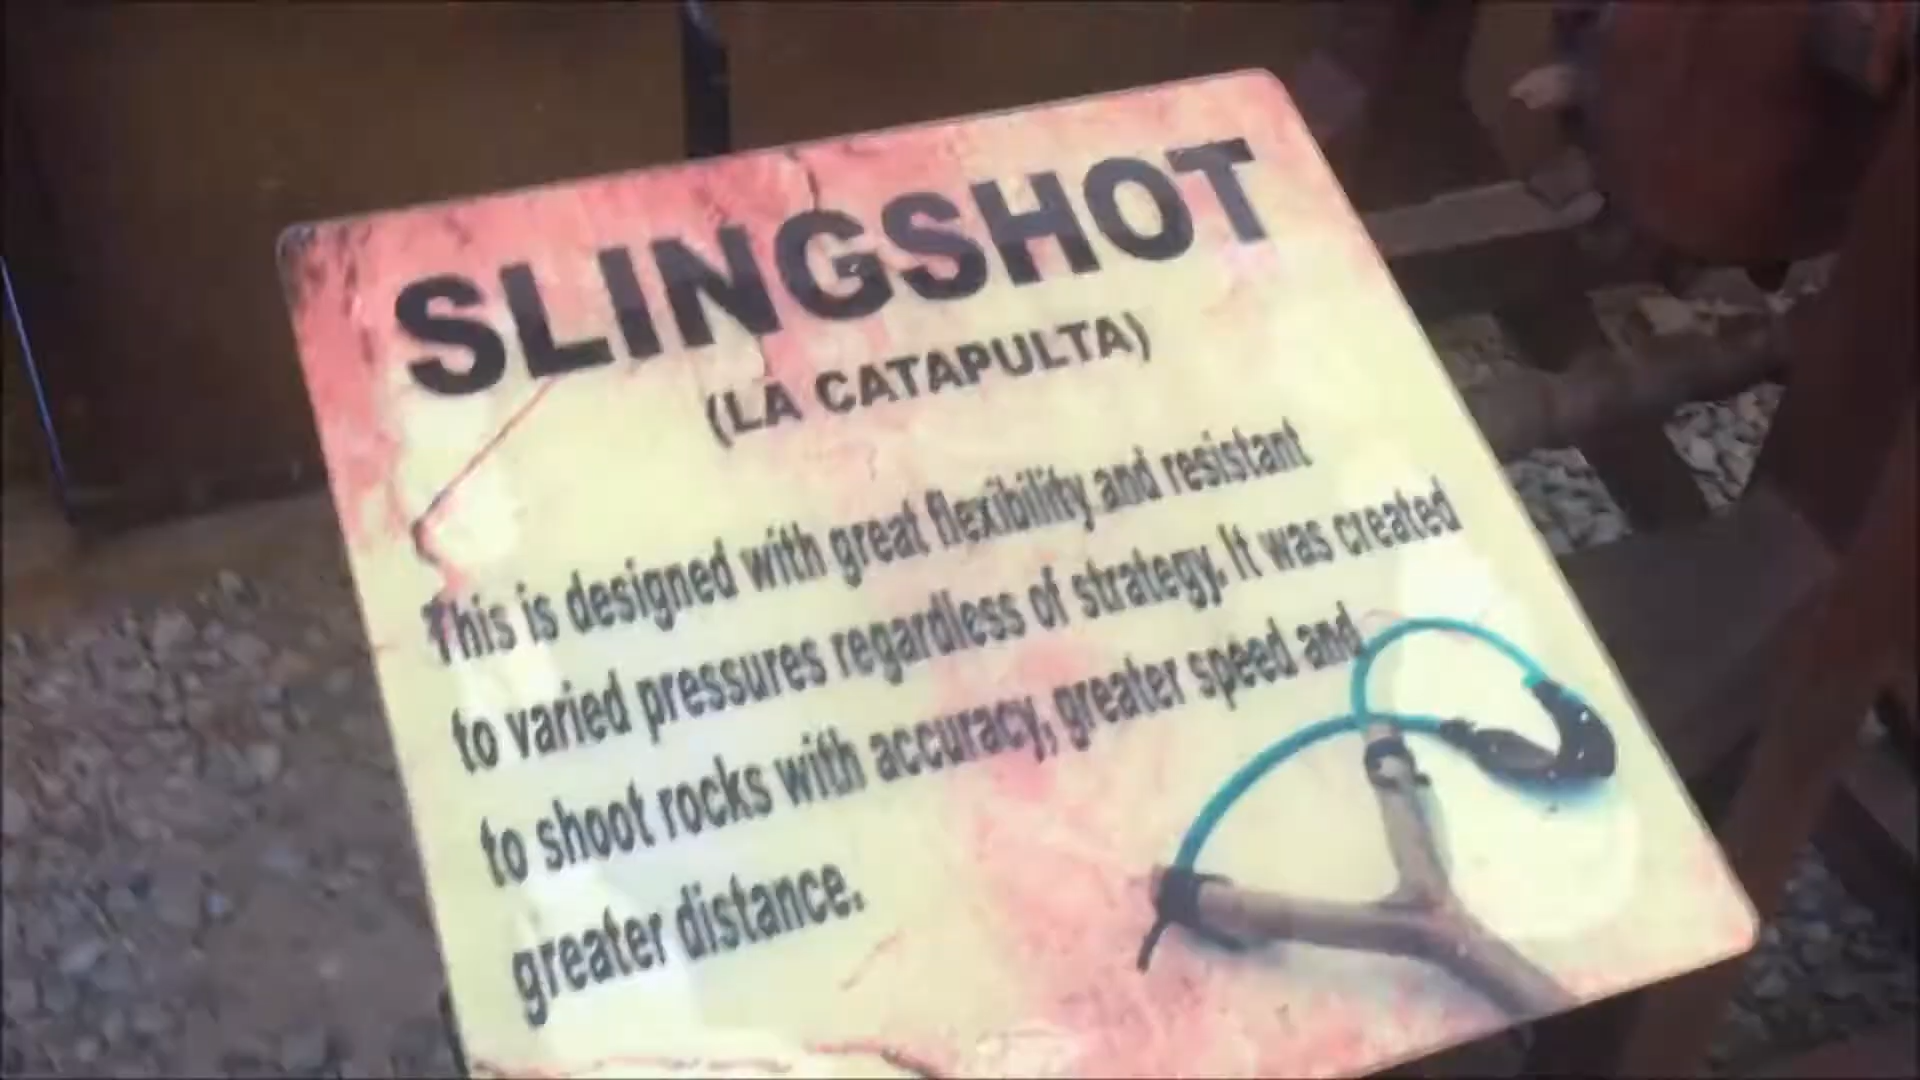 SLINGSHOT
(LA CATAPULTA)
This is designed with great flexibility and resistant
to varied pressures regardless of strategy. It was created
to shoot rocks with accuracy, greater speed and
greater distance.